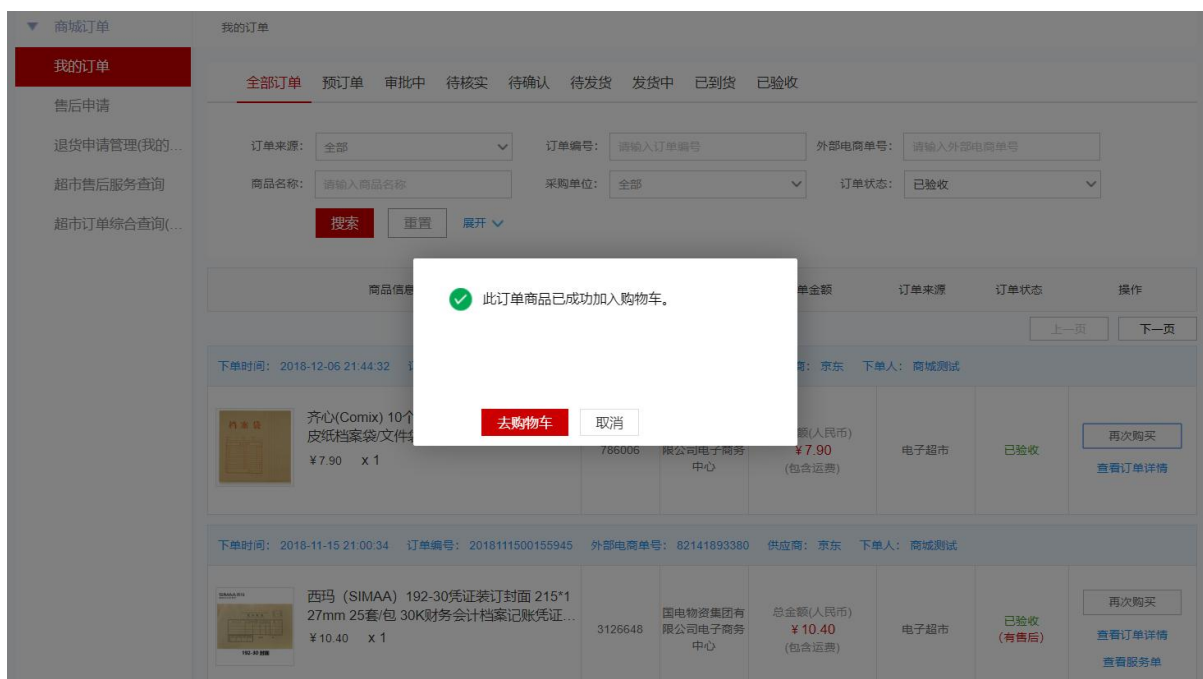 商城订单
我的订单
我的订单
售后申请
退货申请管理(我的...
超市售后服务查询
超市订单综合查询(...
全部订单 预订单 审批中 待核实 待确认 待发货 发货中 已到货 已验收
订单来源: 全部 订单编号: 请输入订单编号 外部电商单号: 请输入外部电商单号
商品名称: 请输入商品名称 采购单位: 全部 订单状态: 已验收
搜索 重置 展开
商品信息 单金额 订单来源 订单状态 操作
此订单商品已成功加入购物车。
去购物车 取消
上一页 下一页
下单时间: 2018-12-06 21:44:32 商: 京东 下单人: 商城测试
档案袋
齐心(Comix) 10个
皮纸档案袋/文件
¥7.90 x 1
786006
限公司电子商务
中心
额(人民币)
¥7.90
(包含运费)
电子超市
已验收
再次购买
查看订单详情
下单时间: 2018-11-15 21:00:34 订单编号: 2018111500155945 外部电商单号: 82141893380 供应商: 京东 下单人: 商城测试
西玛（SIMAA）192-30凭证装订封面 215*1
27mm 25套/包 30K财务会计档案记账凭证...
¥10.40 x 1
192-30 封面
3126648
国电物资集团有
限公司电子商务
中心
总金额(人民币)
¥10.40
(包含运费)
电子超市
已验收
(有售后)
再次购买
查看订单详情
查看服务单